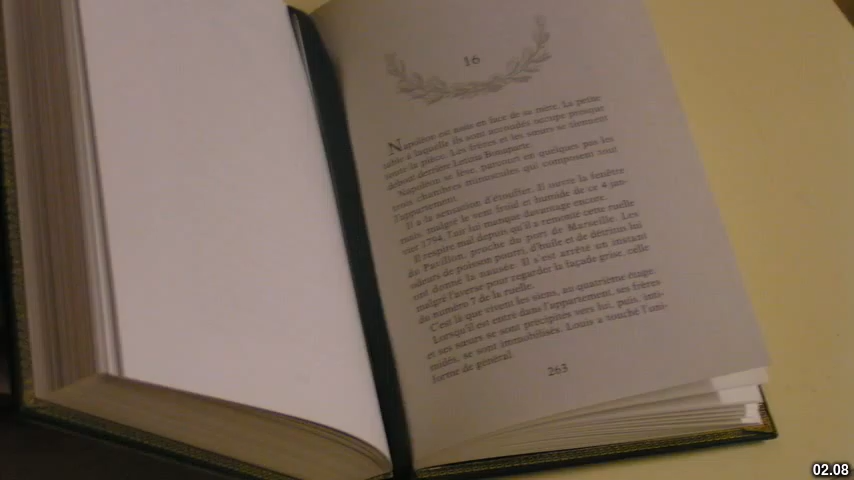 16
Napoléon est assis en face de sa mère. La petite
table à laquelle ils sont accoudés occupe presque
toute la pièce. Les frères et les sœurs se tiennent
debout derrière Letizia Bonaparte.
Napoléon se lève, parcourt en quelques pas les
trois chambres minuscules qui composent tout
l'appartement.
Il a la sensation d'étouffer. Il ouvre la fenêtre
mais, malgré le vent froid et humide de ce 4 jan-
vier 1794, l'air lui manque davantage encore.
Il respire mal depuis qu'il a remonté cette ruelle
du Pavillon, proche du port de Marseille. Les
odeurs de poisson pourri, d'huile et de détritus lui
ont donné la nausée. Il s'est arrêté un instant
malgré l'averse pour regarder la façade grise, celle
du numéro 7 de la ruelle.
C'est là que vivent les siens, au quatrième étage.
Lorsqu'il est entré dans l'appartement, ses frères
et ses sœurs se sont précipités vers lui, puis, inti-
midés, se sont immobilisés. Louis a touché l'uni-
forme de général.
263
02.08